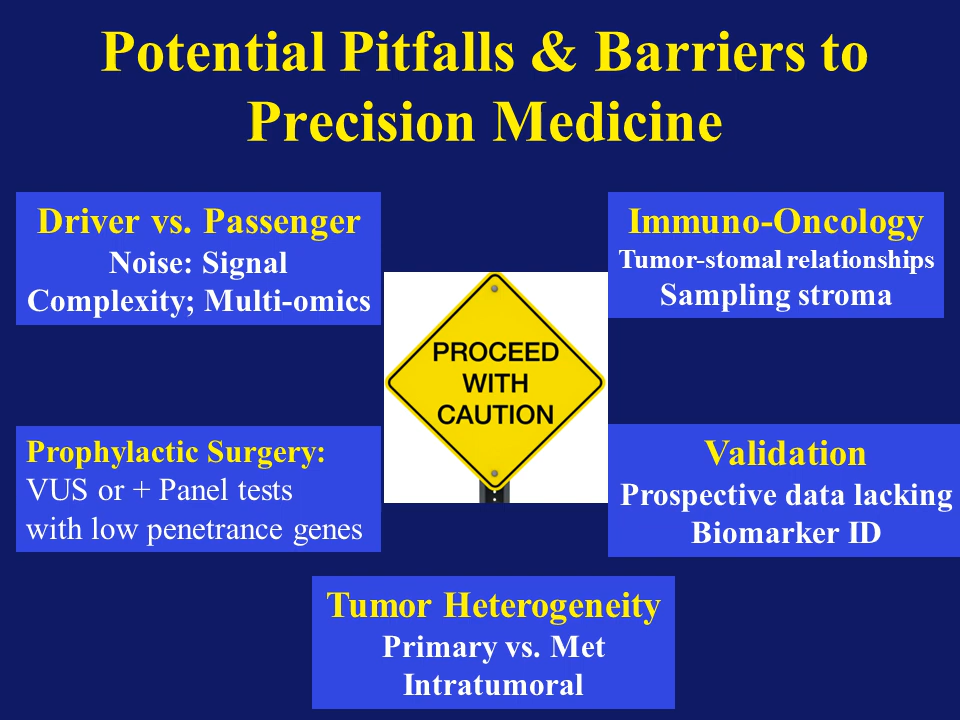 Potential Pitfalls & Barriers to
Precision Medicine
Driver vs. Passenger
Noise: Signal
Complexity; Multi-omics
Immuno-Oncology
Tumor-stomal relationships
Sampling stroma
PROCEED
WITH
CAUTION
Prophylactic Surgery:
VUS or + Panel tests
with low penetrance genes
Validation
Prospective data lacking
Biomarker ID
Tumor Heterogeneity
Primary vs. Met
Intratumoral